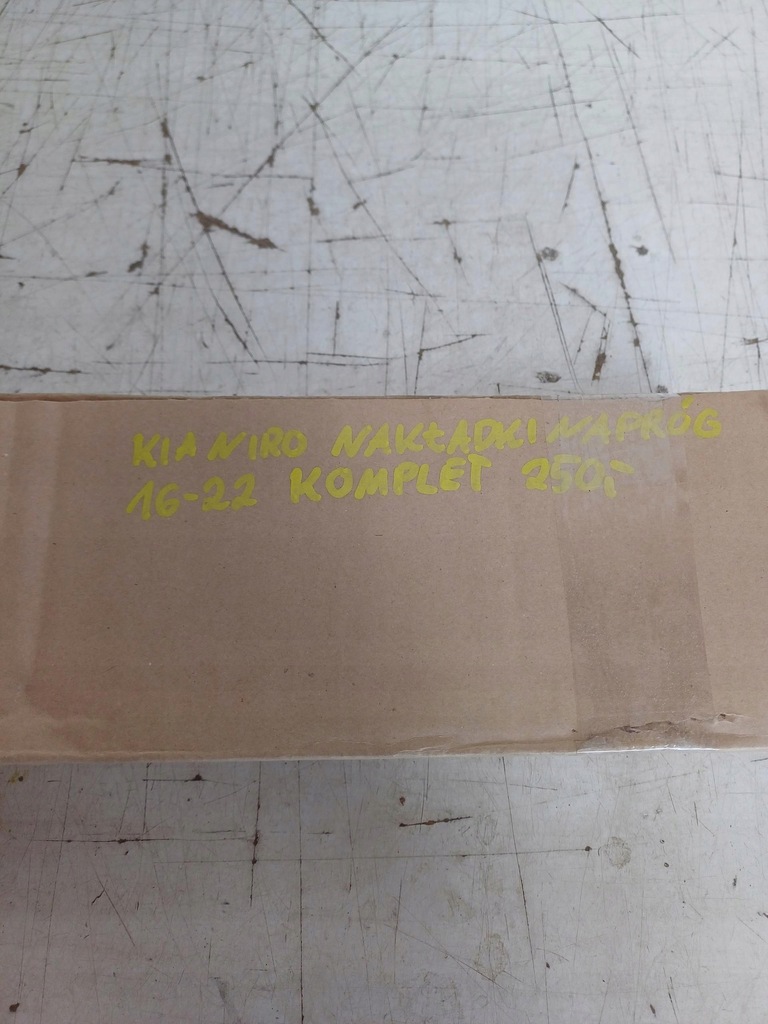 KIA NIRO NAKŁADKI NA PRÓG
16-22 KOMPLET 250,-